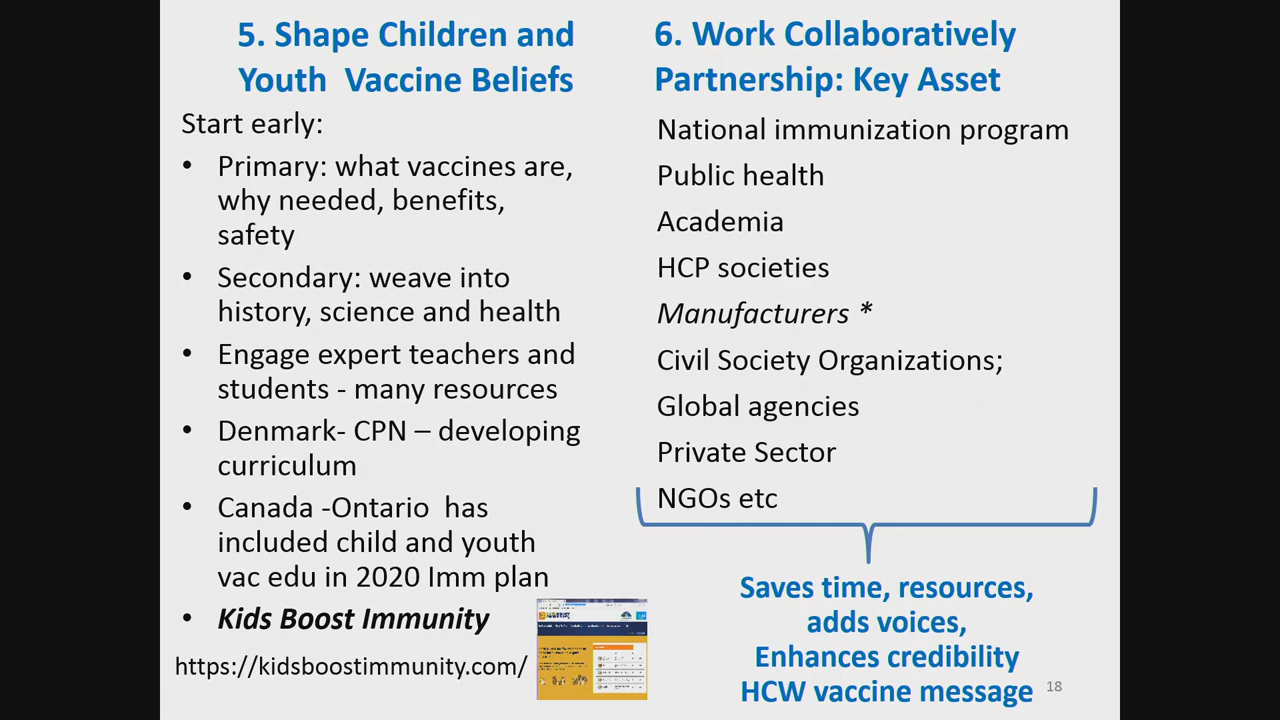 5. Shape Children and
Youth Vaccine Beliefs
Start early:
• Primary: what vaccines are,
why needed, benefits,
safety
• Secondary: weave into
history, science and health
• Engage expert teachers and
students - many resources
• Denmark- CPN – developing
curriculum
• Canada -Ontario has
included child and youth
vac edu in 2020 Imm plan
• Kids Boost Immunity
https://kidsboostimmunity.com/
6. Work Collaboratively
Partnership: Key Asset
National immunization program
Public health
Academia
HCP societies
Manufacturers *
Civil Society Organizations;
Global agencies
Private Sector
NGOs etc
Saves time, resources,
adds voices,
Enhances credibility
HCW vaccine message
18